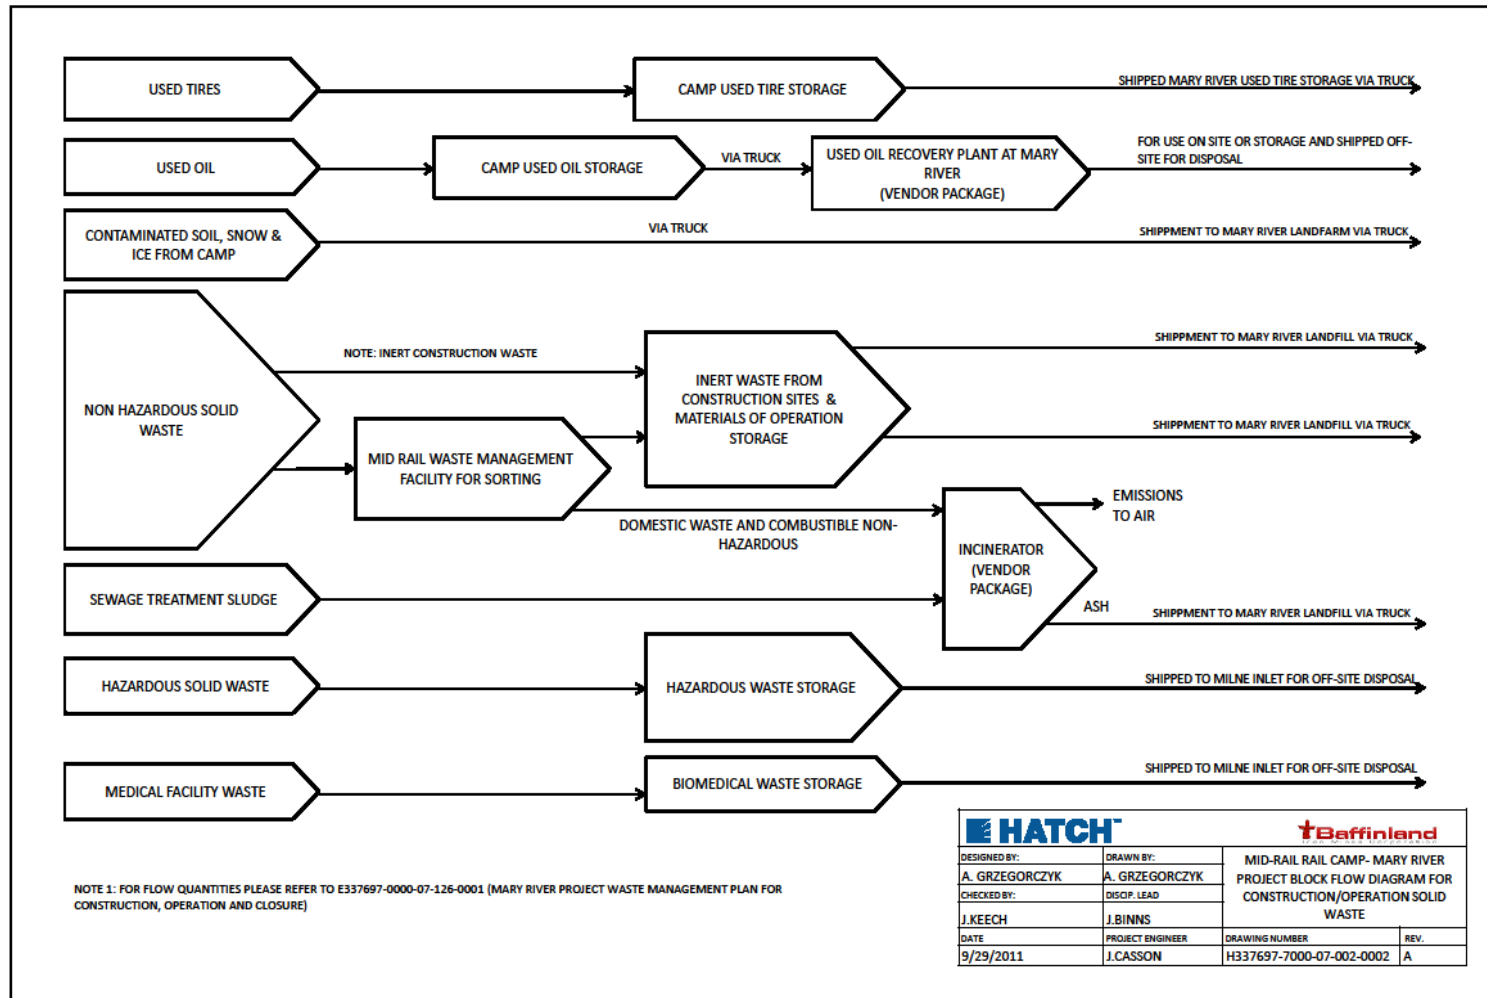 USED TIRES
CAMP USED TIRE STORAGE
SHIPPED MARY RIVER USED TIRE STORAGE VIA TRUCK
USED OIL
CAMP USED OIL STORAGE
VIA TRUCK
USED OIL RECOVERY PLANT AT MARY
RIVER
(VENDOR PACKAGE)
FOR USE ON SITE OR STORAGE AND SHIPPED OFF-
SITE FOR DISPOSAL
CONTAMINATED SOIL, SNOW &
ICE FROM CAMP
VIA TRUCK
SHIPPMENT TO MARY RIVER LANDFARM VIA TRUCK
NON HAZARDOUS SOLID
WASTE
NOTE: INERT CONSTRUCTION WASTE
MID RAIL WASTE MANAGEMENT
FACILITY FOR SORTING
INERT WASTE FROM
CONSTRUCTION SITES &
MATERIALS OF OPERATION
STORAGE
SHIPPMENT TO MARY RIVER LANDFILL VIA TRUCK
SHIPPMENT TO MARY RIVER LANDFILL VIA TRUCK
DOMESTIC WASTE AND COMBUSTIBLE NON-
HAZARDOUS
INCINERATOR
(VENDOR
PACKAGE)
EMISSIONS
TO AIR
SEWAGE TREATMENT SLUDGE
ASH
SHIPPMENT TO MARY RIVER LANDFILL VIA TRUCK
HAZARDOUS SOLID WASTE
HAZARDOUS WASTE STORAGE
SHIPPED TO MILNE INLET FOR OFF-SITE DISPOSAL
MEDICAL FACILITY WASTE
BIOMEDICAL WASTE STORAGE
SHIPPED TO MILNE INLET FOR OFF-SITE DISPOSAL
NOTE 1: FOR FLOW QUANTITIES PLEASE REFER TO E337697-0000-07-126-0001 (MARY RIVER PROJECT WASTE MANAGEMENT PLAN FOR
CONSTRUCTION, OPERATION AND CLOSURE)
HATCH™
Baffinland
Iron Mines Corporation
DESIGNED BY:
DRAWN BY:
A. GRZEGORCZYK
A. GRZEGORCZYK
CHECKED BY:
DISCIP. LEAD
J.KEECH
J.BINNS
MID-RAIL RAIL CAMP- MARY RIVER
PROJECT BLOCK FLOW DIAGRAM FOR
CONSTRUCTION/OPERATION SOLID
WASTE
DATE
PROJECT ENGINEER
DRAWING NUMBER
REV.
9/29/2011
J.CASSON
H337697-7000-07-002-0002
A